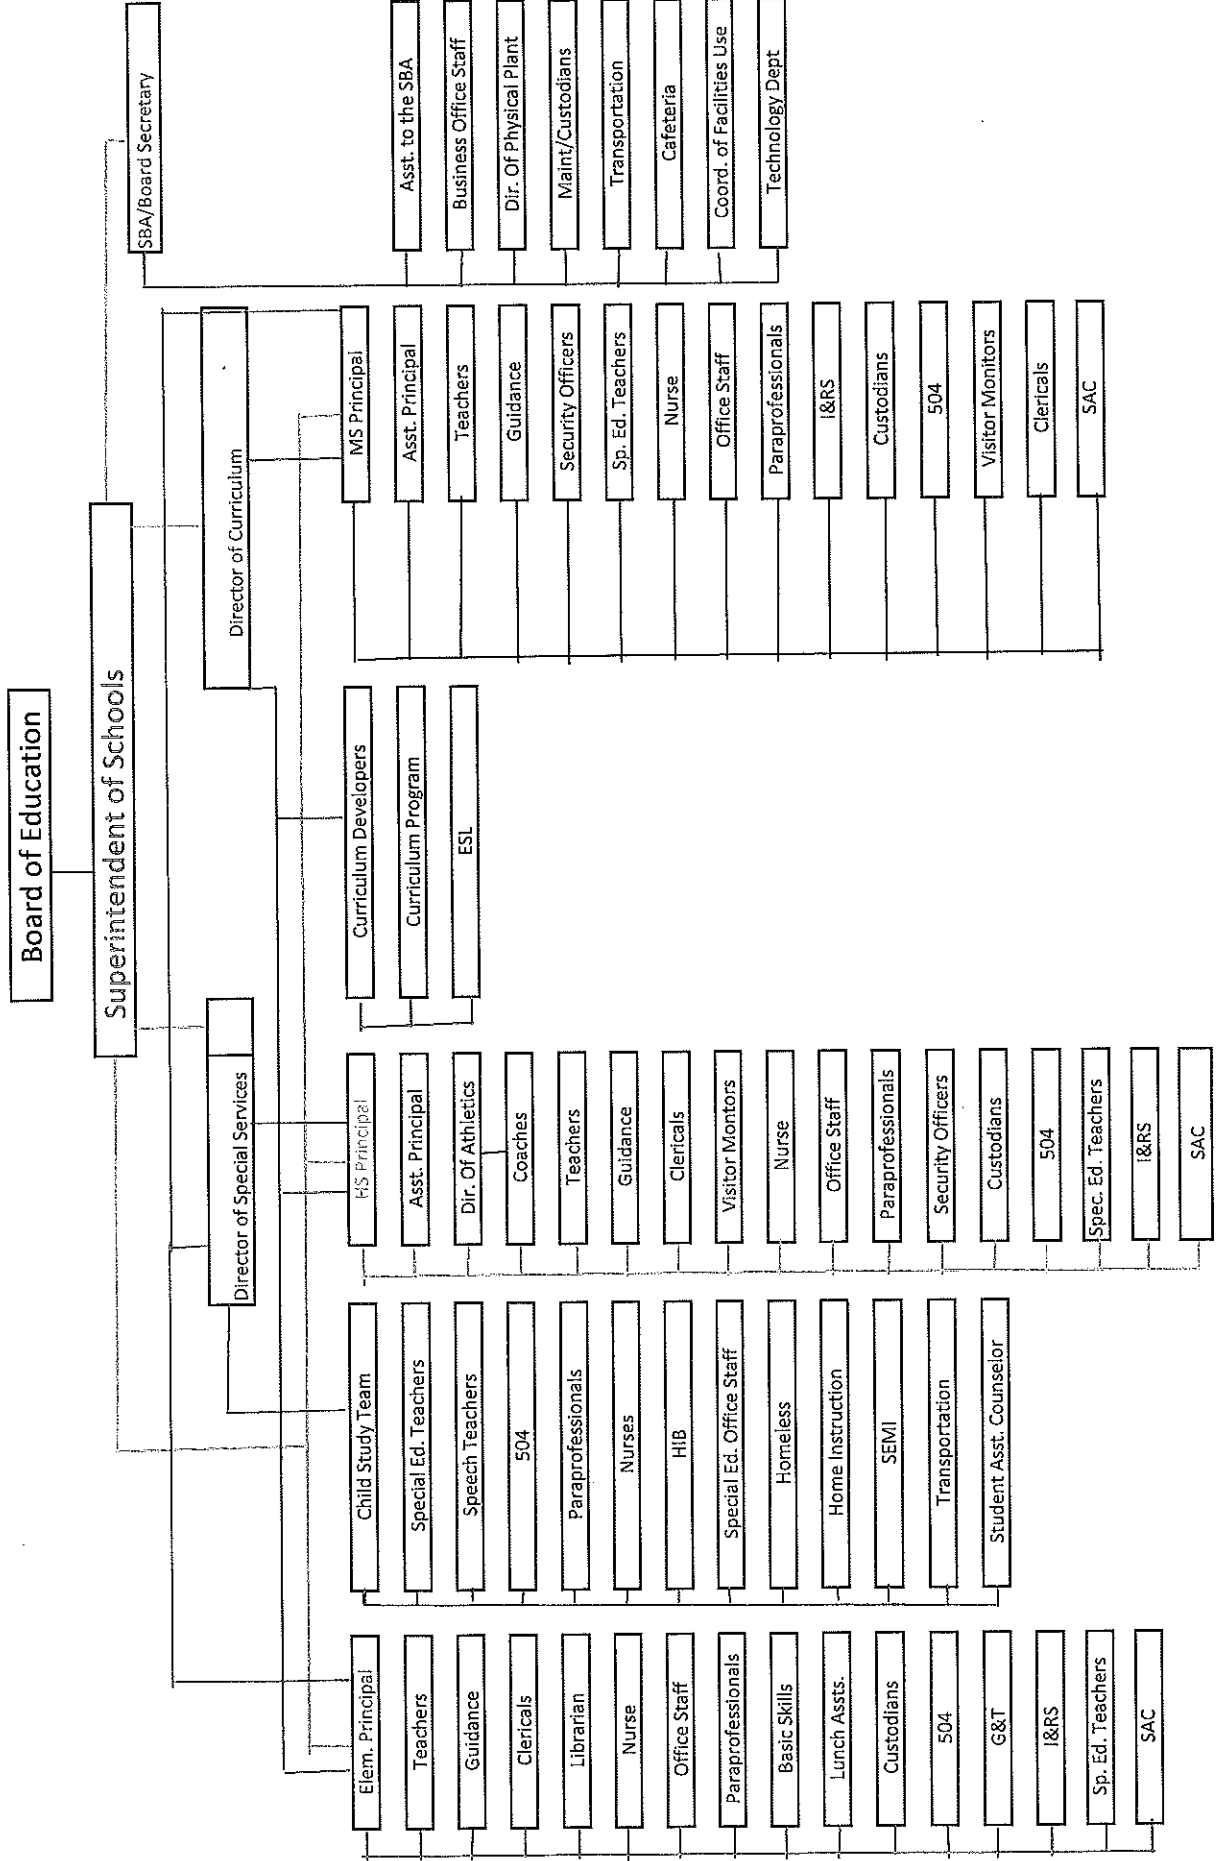 Board of Education
Superintendent of Schools
SBA/Board Secretary
Director of Special Services
Director of Curriculum
Elem. Principal
Teachers
Guidance
Clericals
Librarian
Nurse
Office Staff
Paraprofessionals
Basic Skills
Lunch Assts.
Custodians
504
G&T
I&RS
Sp. Ed. Teachers
SAC
Child Study Team
Special Ed. Teachers
Speech Teachers
504
Paraprofessionals
Nurses
HIB
Special Ed. Office Staff
Homeless
Home Instruction
SEMI
Transportation
Student Asst. Counselor
HS Principal
Asst. Principal
Dir. Of Athletics
Coaches
Teachers
Guidance
Clericals
Visitor Montors
Nurse
Office Staff
Paraprofessionals
Security Officers
Custodians
504
Spec. Ed. Teachers
I&RS
SAC
Curriculum Developers
Curriculum Program
ESL
MS Principal
Asst. Principal
Teachers
Guidance
Security Officers
Sp. Ed. Teachers
Nurse
Office Staff
Paraprofessionals
I&RS
Custodians
504
Visitor Monitors
Clericals
SAC
Asst. to the SBA
Business Office Staff
Dir. Of Physical Plant
Maint/Custodians
Transportation
Cafeteria
Coord. of Facilities Use
Technology Dept